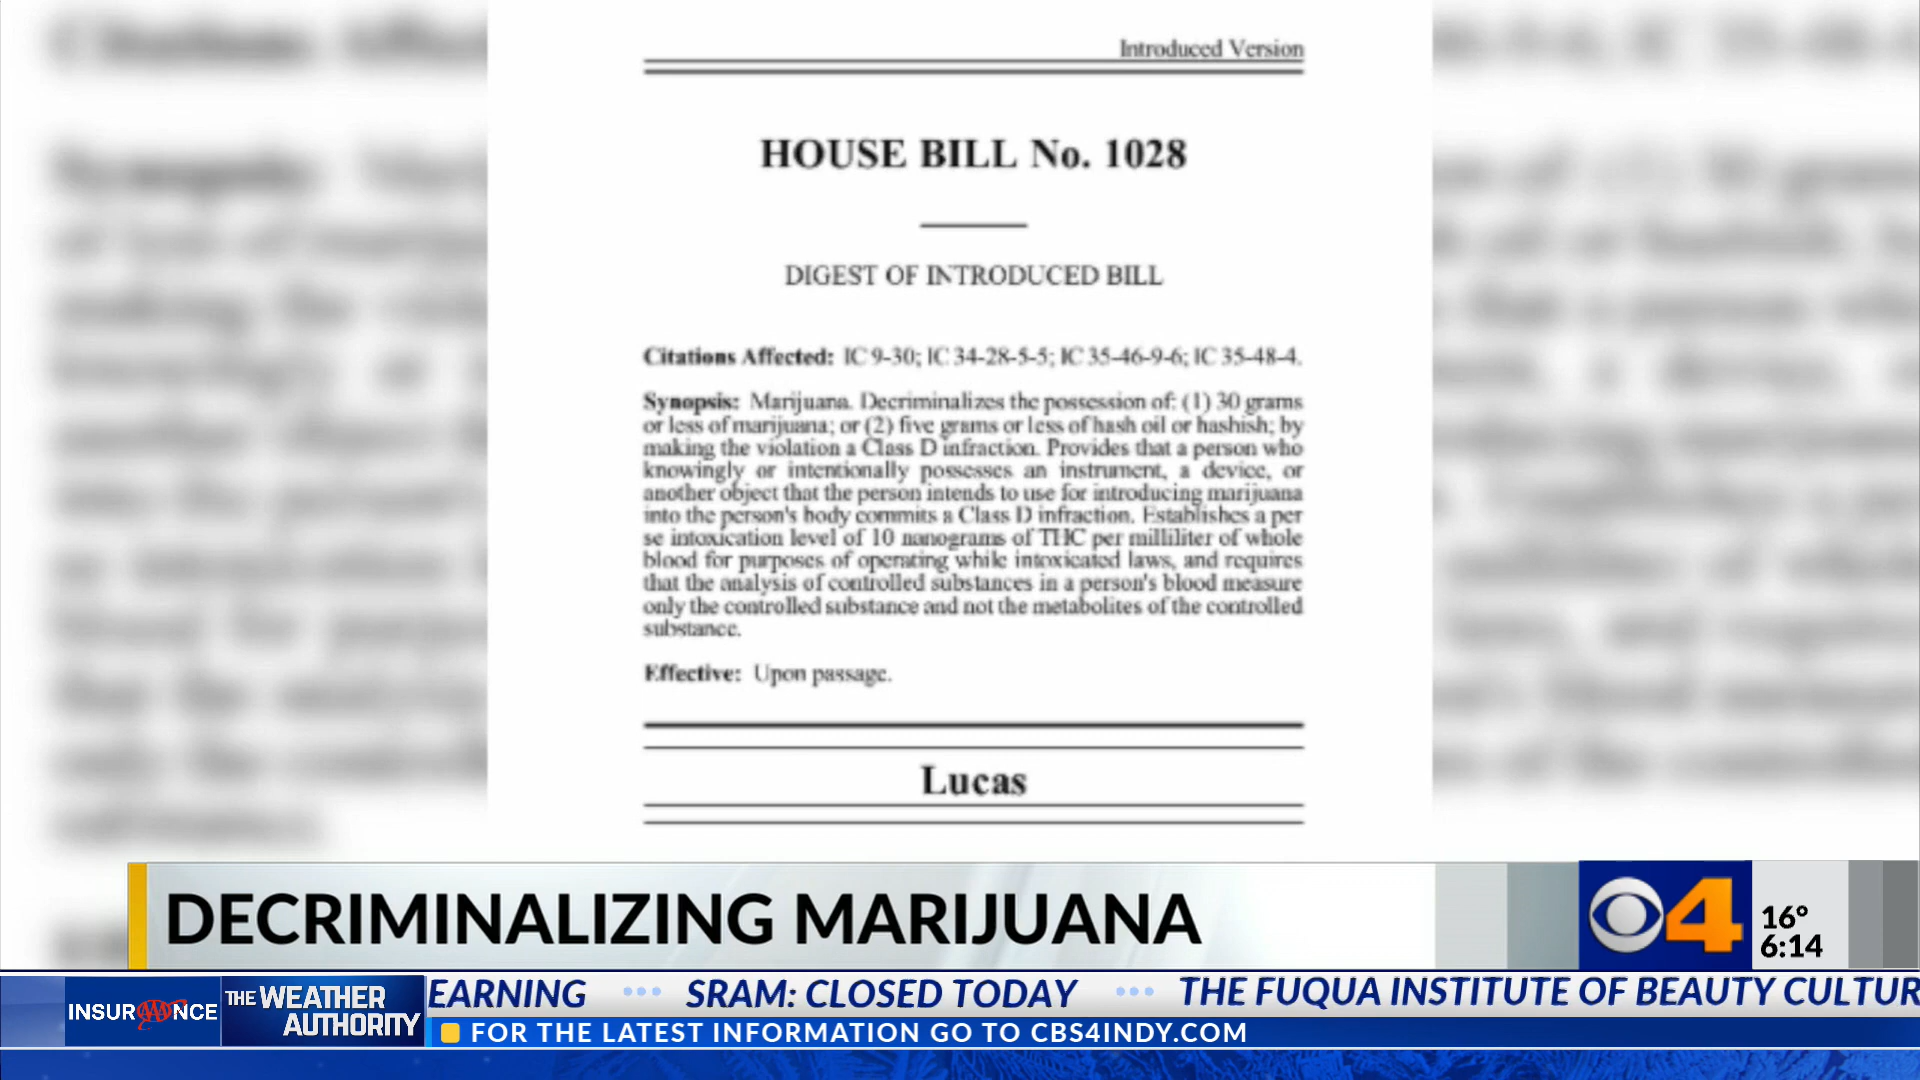 Introduced Version
HOUSE BILL No. 1028
DIGEST OF INTRODUCED BILL
Citations Affected: IC 9-30; IC 34-28-5-5; IC 35-46-9-6; IC 35-48-4.
Synopsis: Marijuana. Decriminalizes the possession of: (1) 30 grams
or less of marijuana; or (2) five grams or less of hash oil or hashish; by
making the violation a Class D infraction. Provides that a person who
knowingly or intentionally possesses an instrument, a device, or
another object that the person intends to use for introducing marijuana
into the person's body commits a Class D infraction. Establishes a per
se intoxication level of 10 nanograms of THC per milliliter of whole
blood for purposes of operating while intoxicated laws, and requires
that the analysis of controlled substances in a person's blood measure
only the controlled substance and not the metabolites of the controlled
substance.
Effective: Upon passage.
Lucas
DECRIMINALIZING MARIJUANA
4
16°
6:14
INSURAAANCE
THE WEATHER
AUTHORITY
EARNING ••• SRAM: CLOSED TODAY ••• THE FUQUA INSTITUTE OF BEAUTY CULTUR
FOR THE LATEST INFORMATION GO TO CBS4INDY.COM